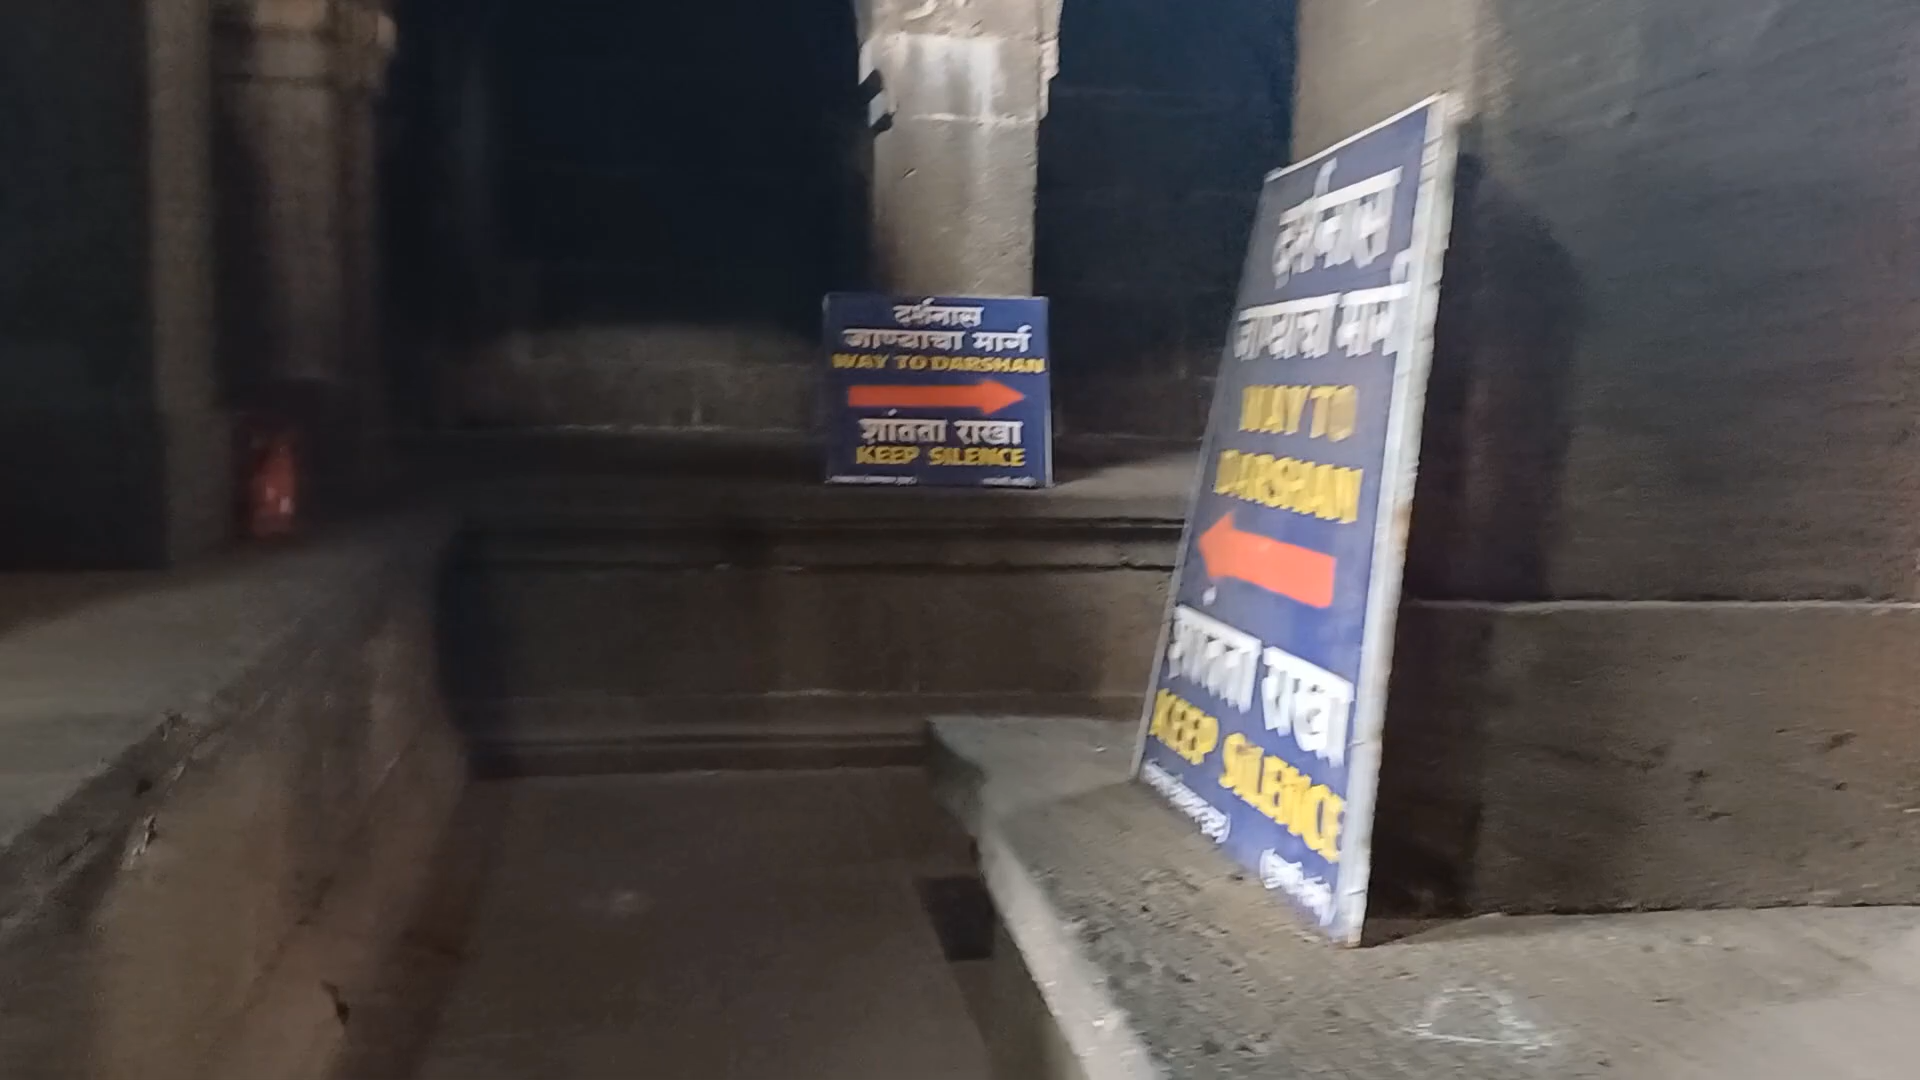 दर्शनास
जाण्याचा मार्ग
WAY TO DARSHAN
शांतता राखा
KEEP SILENCE
दर्शनास
जाण्याचा मार्ग
WAY TO
DARSHAN
शांतता राखा
KEEP SILENCE